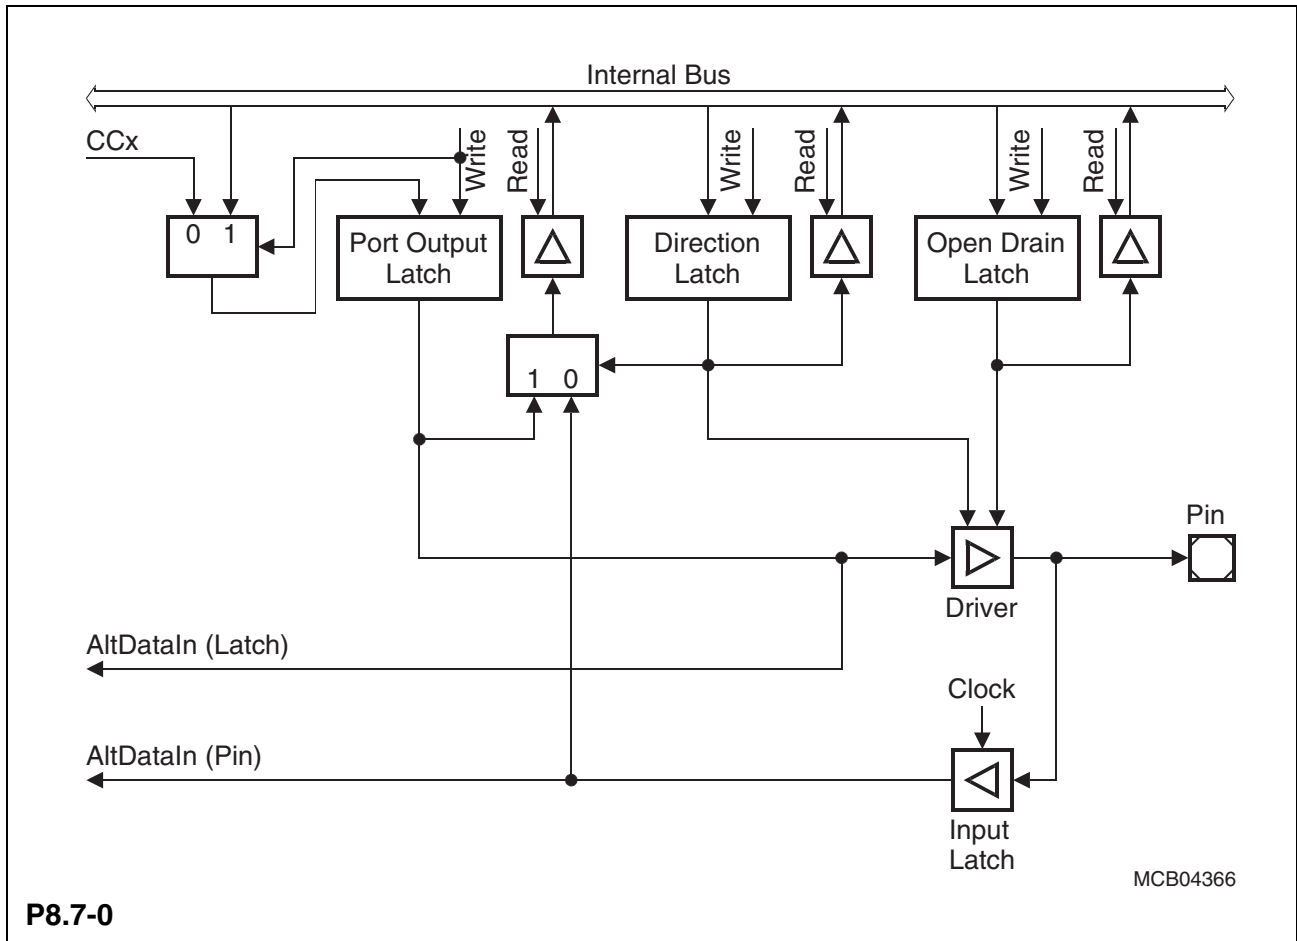 Internal Bus
CCx
Write
Read
Write
Read
Write
Read
0 1
Port Output
Latch
Direction
Latch
Open Drain
Latch
1 0
Pin
Driver
AltDataIn (Latch)
Clock
AltDataIn (Pin)
Input
Latch
MCB04366
P8.7-0